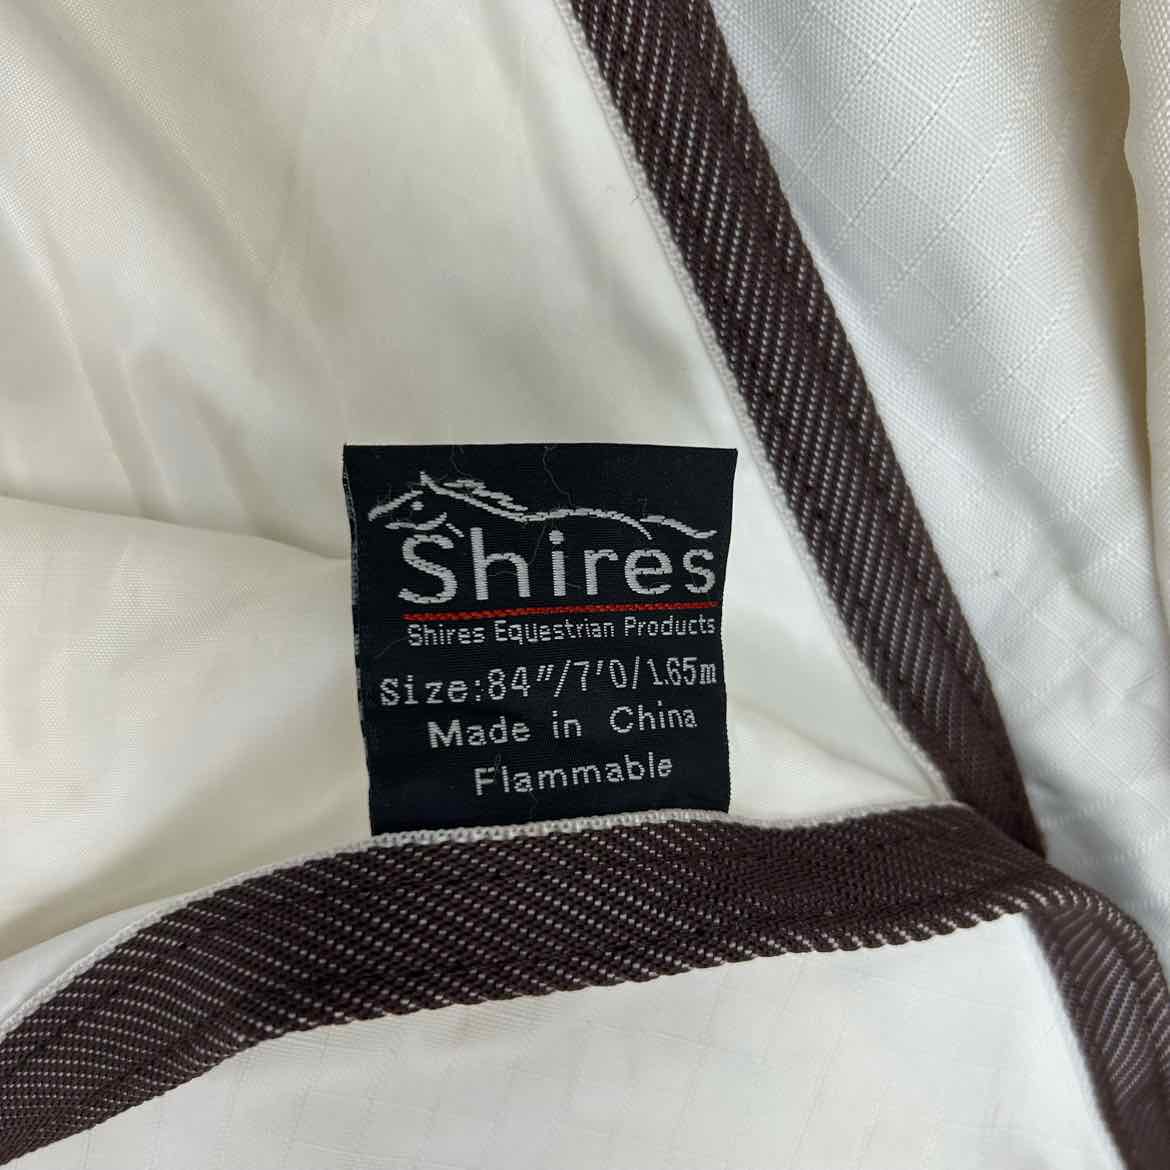 Shires
Shires Equestrian Products
Size:84"/7'0/1.65m
Made in China
Flammable